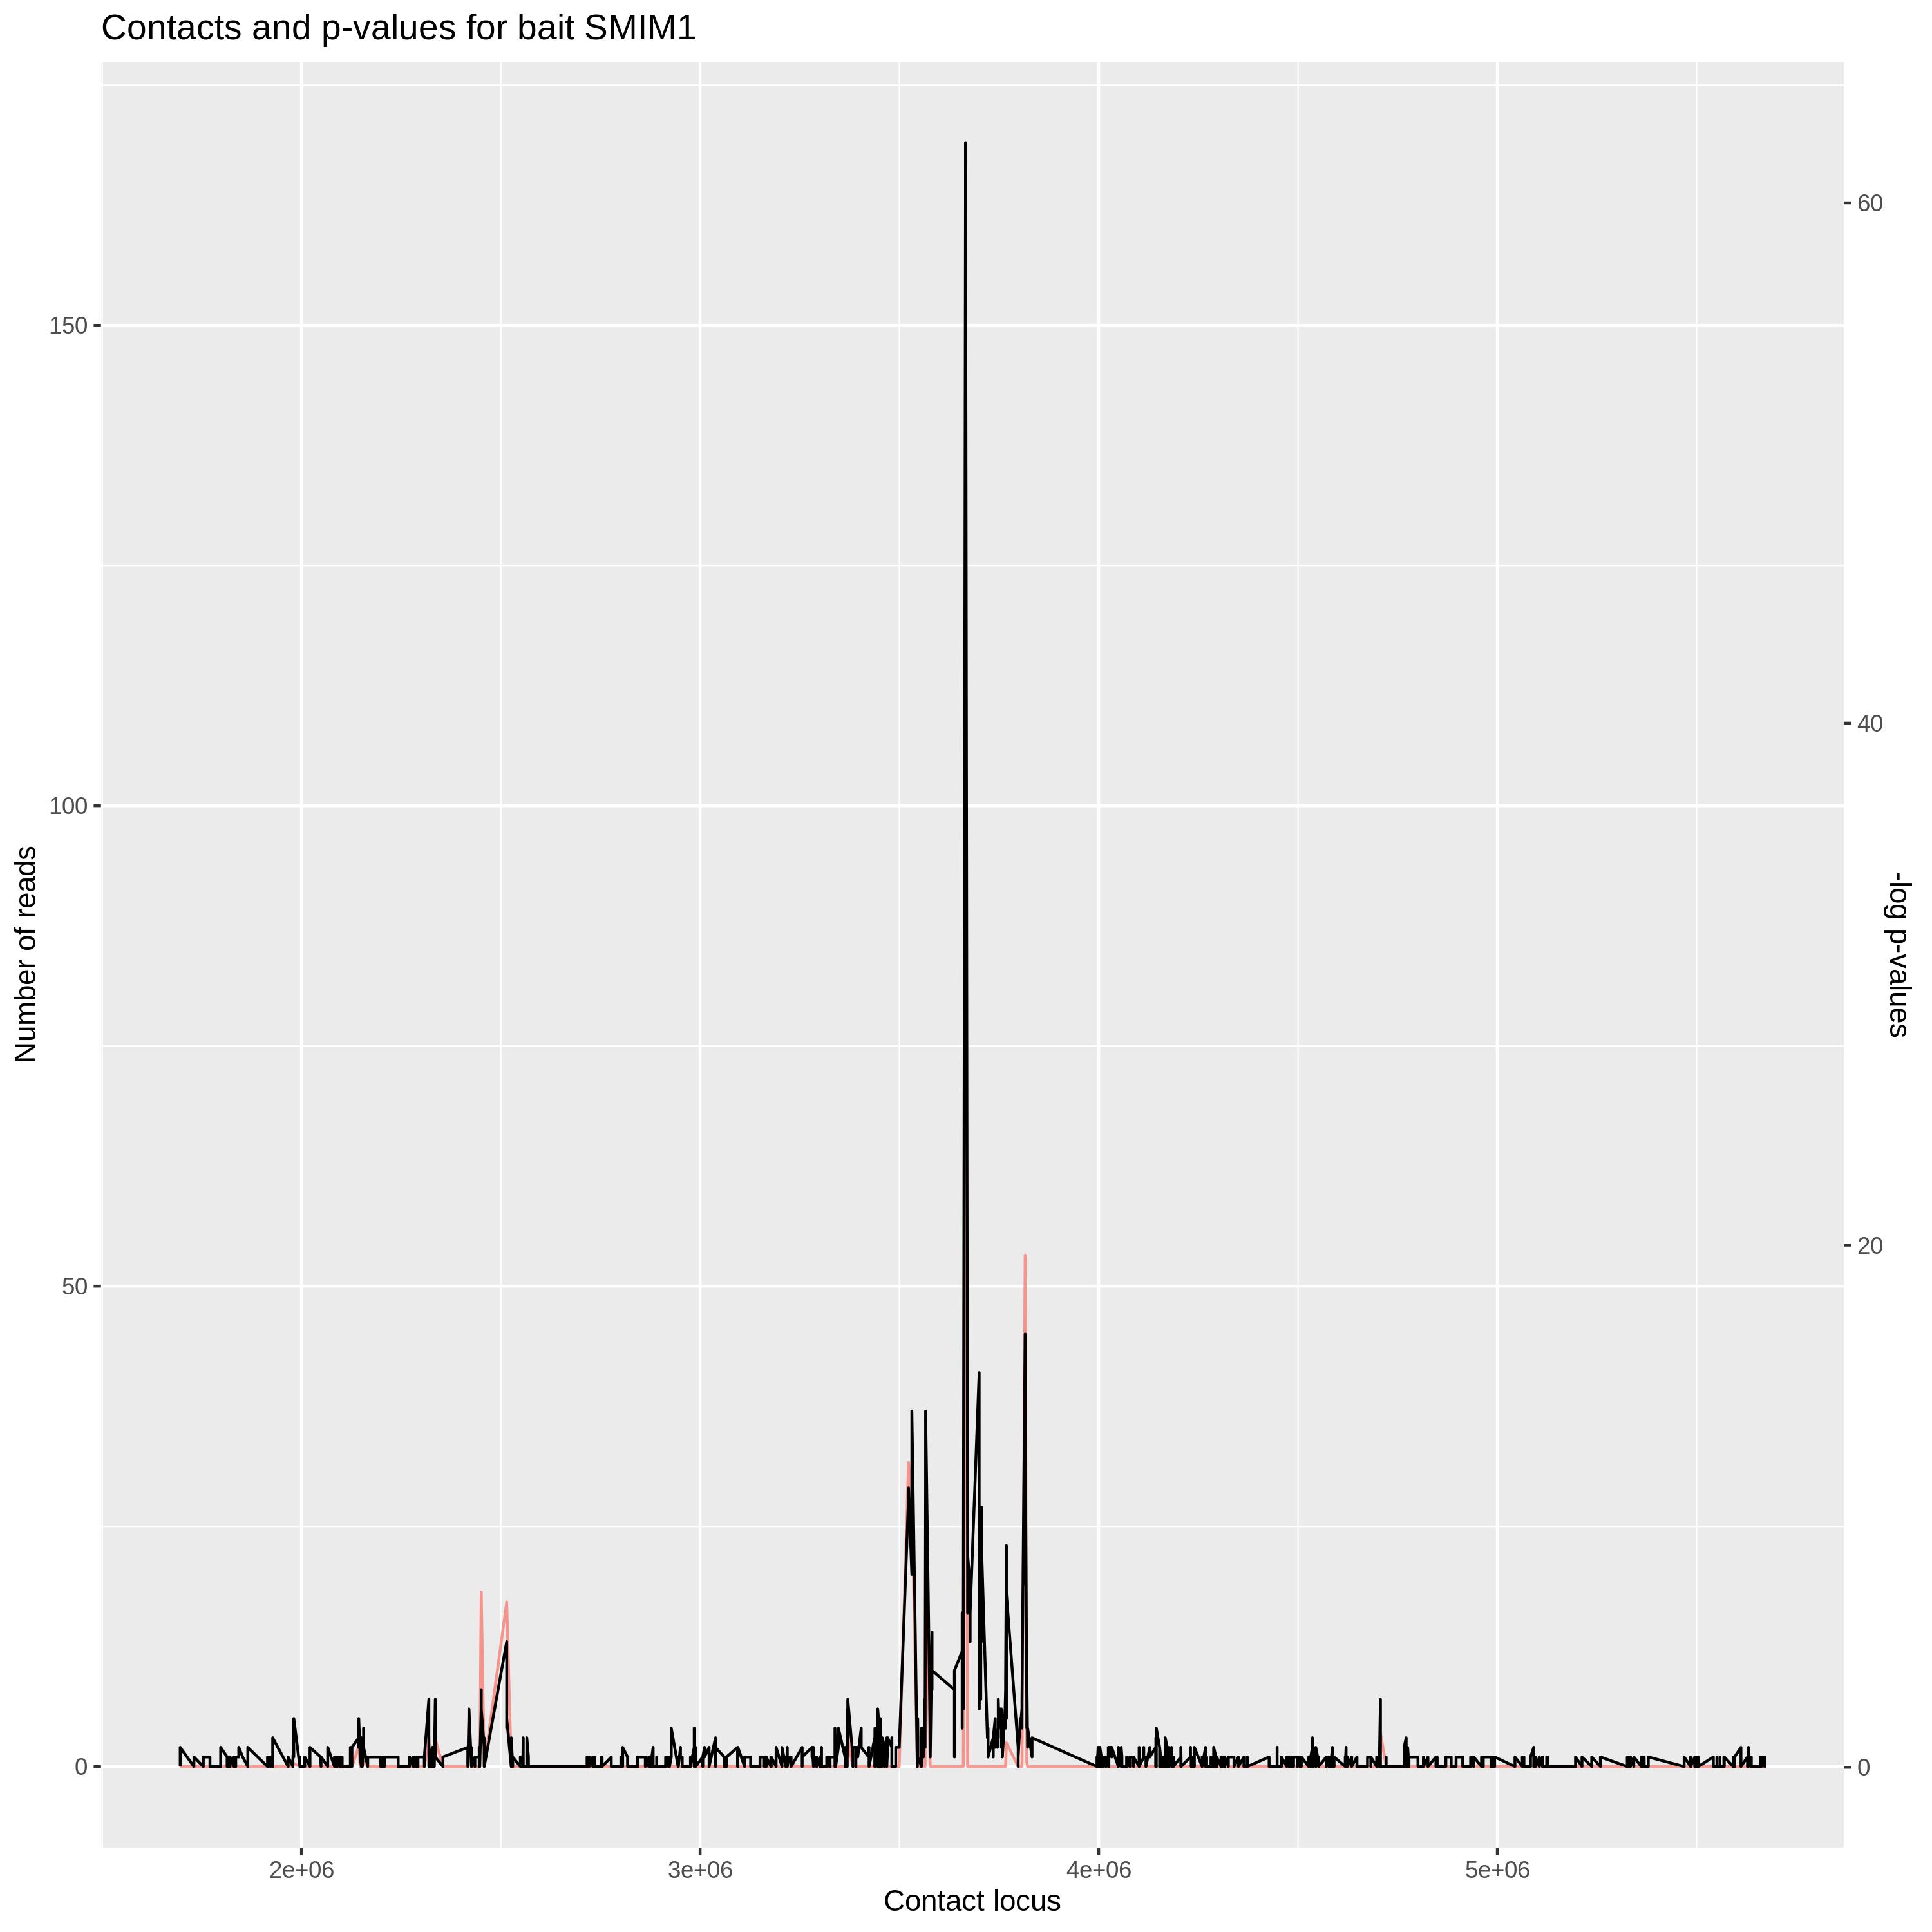 Contacts and p-values for bait SMIM1
150
100
50
0
Number of reads
60
40
20
0
-log p-values
2e+06
3e+06
4e+06
5e+06
Contact locus